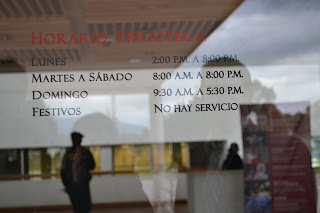 HORARIO BIBLIOTECA
LUNES 2:00 P.M. A 8:00 P.M.
MARTES A SÁBADO 8:00 A.M. A 8:00 P.M.
DOMINGO 9:30 A.M. A 5:30 P.M.
FESTIVOS NO HAY SERVICIO